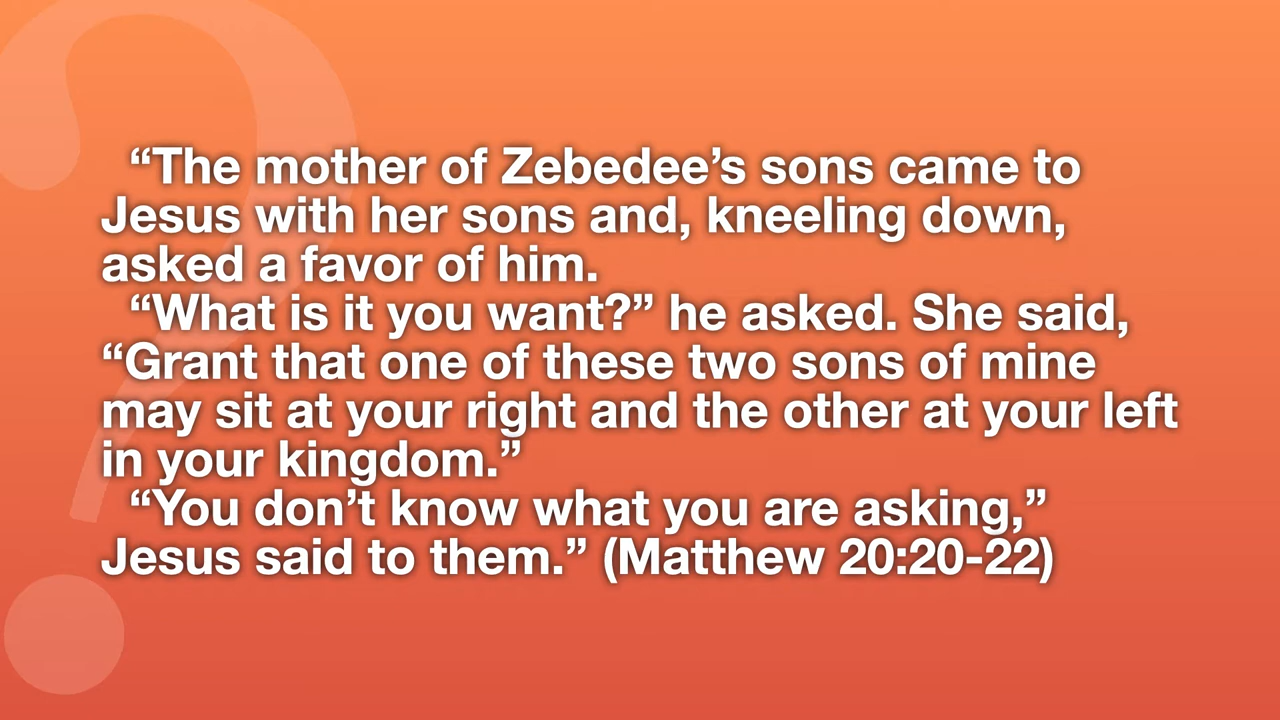 “The mother of Zebedee’s sons came to
Jesus with her sons and, kneeling down,
asked a favor of him.
“What is it you want?” he asked. She said,
“Grant that one of these two sons of mine
may sit at your right and the other at your left
in your kingdom.”
“You don’t know what you are asking,”
Jesus said to them.” (Matthew 20:20-22)